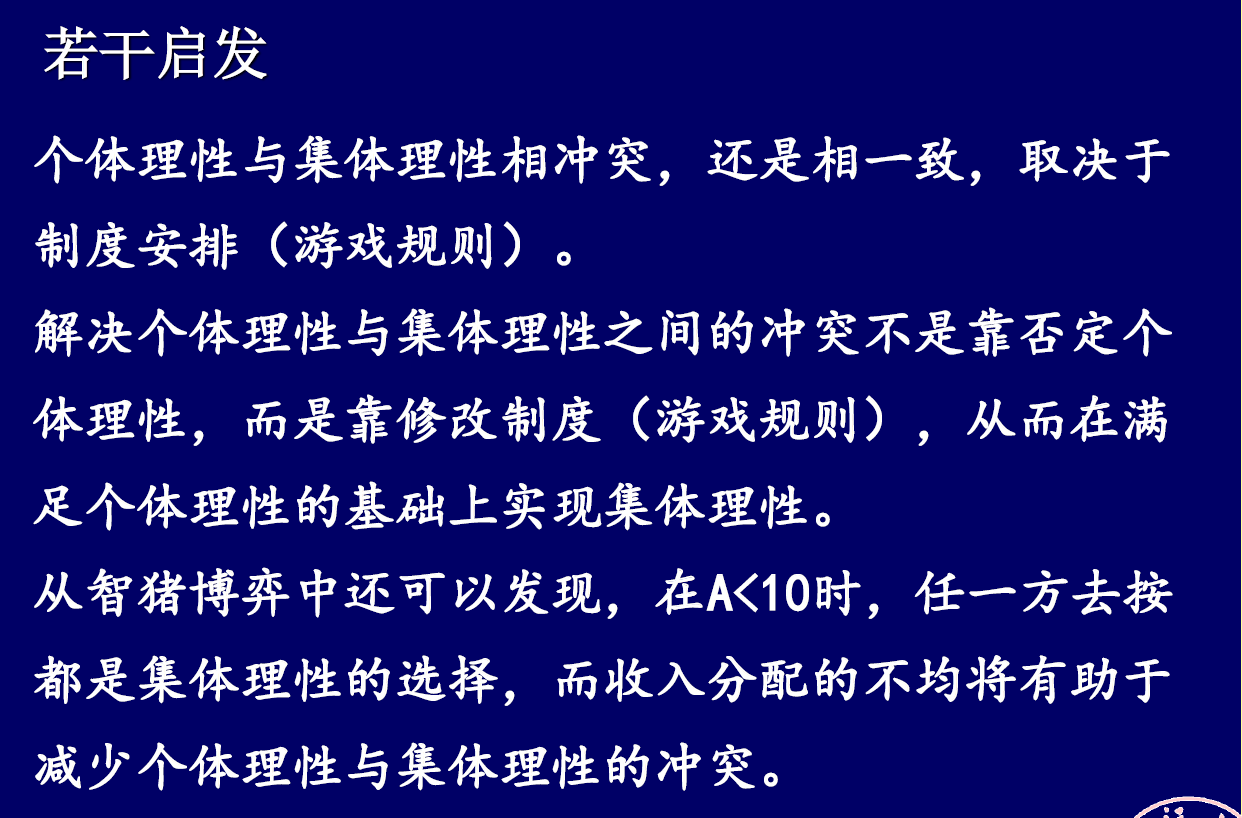 若干启发
个体理性与集体理性相冲突，还是相一致，取决于
制度安排（游戏规则）。
解决个体理性与集体理性之间的冲突不是靠否定个
体理性，而是靠修改制度（游戏规则），从而在满
足个体理性的基础上实现集体理性。
从智猪博弈中还可以发现，在A<10时，任一方去按
都是集体理性的选择，而收入分配的不均将有助于
减少个体理性与集体理性的冲突。